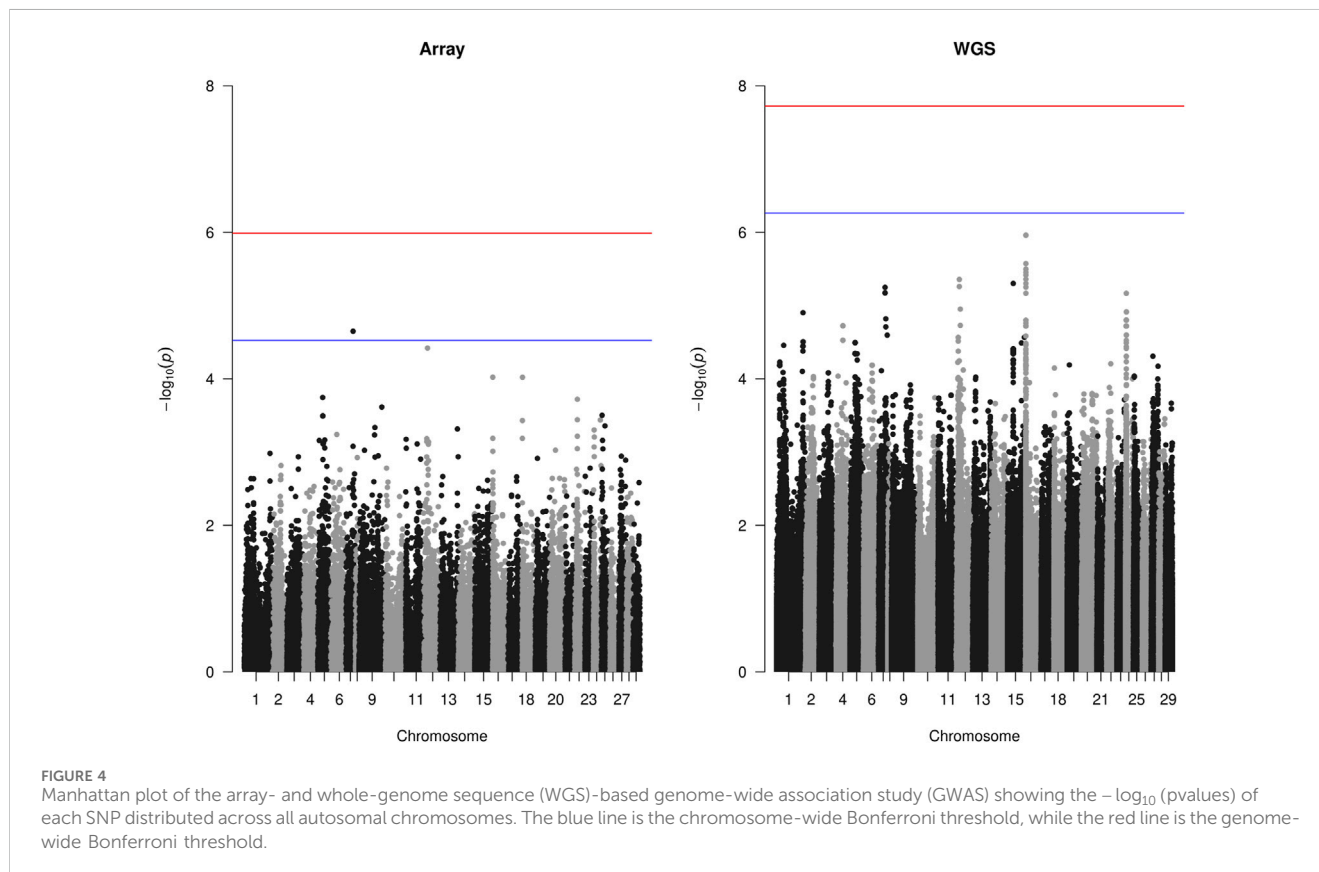 Array
WGS
8
6
4
2
0
−log10(p)
1 2 4 6 9 11 13 15 18 20 23 27
Chromosome
8
6
4
2
0
−log10(p)
1 2 4 6 9 11 13 15 18 21 25 29
Chromosome
FIGURE 4
Manhattan plot of the array- and whole-genome sequence (WGS)-based genome-wide association study (GWAS) showing the − log10 (pvalues) of
each SNP distributed across all autosomal chromosomes. The blue line is the chromosome-wide Bonferroni threshold, while the red line is the genome-
wide Bonferroni threshold.